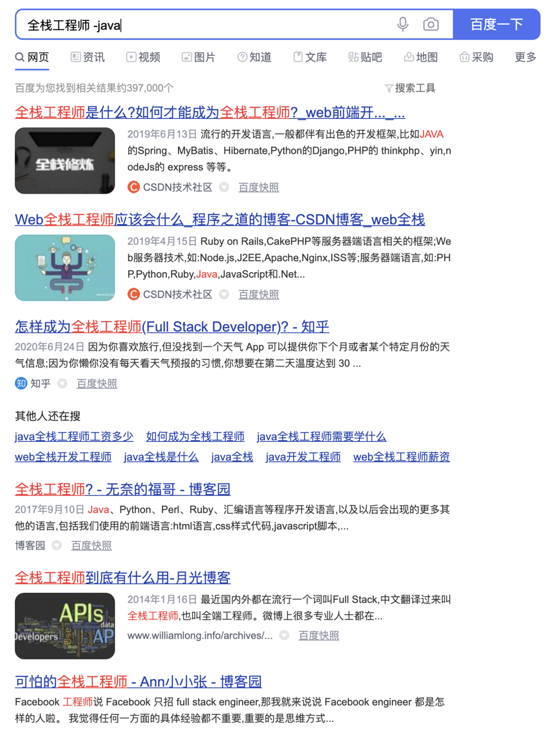 全栈工程师 -java
百度一下
网页 资讯 视频 图片 知道 文库 贴吧 贴吧 地图 采购 更多
百度为您找到相关结果约397,000个 搜索工具
全栈工程师是什么?如何才能成为全栈工程师?_web前端开..._...
全栈修炼
2019年6月13日 流行的开发语言,一般都伴有出色的开发框架,比如JAVA
的Spring、MyBatis、Hibernate,Python的Django,PHP的 thinkphp、yin,n
odeJs的 express 等等。
CSDN技术社区 百度快照
Web全栈工程师应该会什么_程序之道的博客-CSDN博客_web全栈
2019年4月15日 Ruby on Rails,CakePHP等服务器端语言相关的框架;We
b服务器技术,如:Node.js,J2EE,Apache,Nginx,ISS等;服务器端语言,如:PH
P,Python,Ruby,Java,JavaScript和.Net...
CSDN技术社区 百度快照
怎样成为全栈工程师(Full Stack Developer)? - 知乎
2020年6月24日 因为你喜欢旅行,但没找到一个天气 App 可以提供你下个月或者某个特定月份的天
气信息;因为你懒你没有每天看天气预报的习惯,你想要在第二天温度达到 30 ...
知 知乎 百度快照
其他人还在搜
java全栈工程师工资多少 如何成为全栈工程师 java全栈工程师需要学什么
web全栈开发工程师 java全栈是什么 java全栈 java开发工程师 web全栈工程师薪资
全栈工程师? - 无奈的福哥 - 博客园
2017年9月10日 Java、Python、Perl、Ruby、汇编语言等程序开发语言,以及以后会出现的更多其
他的语言,包括我们使用的前端语言:html语言,css样式代码,javascript脚本,...
博客园 百度快照
全栈工程师到底有什么用-月光博客
APIs
data
Developers
AP
2014年1月16日 最近国内外都在流行一个词叫Full Stack,中文翻译过来叫
全栈工程师,也叫全端工程师。微博上很多专业人士都在...
www.williamlong.info/archives/... 百度快照
可怕的全栈工程师 - Ann小小张 - 博客园
Facebook 工程师说 Facebook 只招 full stack engineer,那我就来说说 Facebook engineer 都是怎
样的人啦。 我觉得任何一方面的具体经验都不重要,重要的是思维方式...